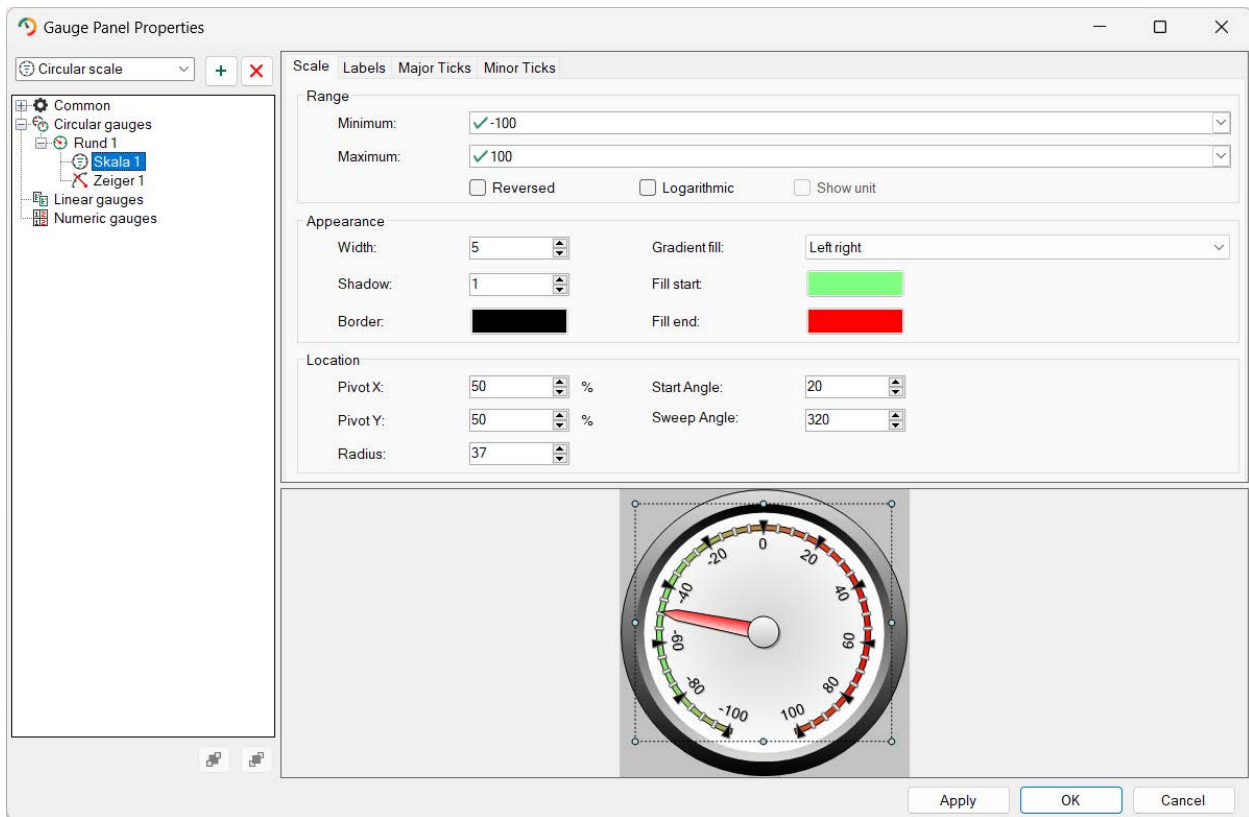 Gauge Panel Properties
Circular scale
Common
Circular gauges
Rund 1
Skala 1
Zeiger 1
Linear gauges
Numeric gauges
Scale Labels Major Ticks Minor Ticks
Range
Minimum: -100
Maximum: 100
Reversed Logarithmic Show unit
Appearance
Width: 5 Gradient fill: Left right
Shadow: 1 Fill start:
Border: Fill end:
Location
Pivot X: 50 % Start Angle: 20
Pivot Y: 50 % Sweep Angle: 320
Radius: 37
-100
-80
-60
-40
-20
0
20
40
60
80
100
Apply OK Cancel